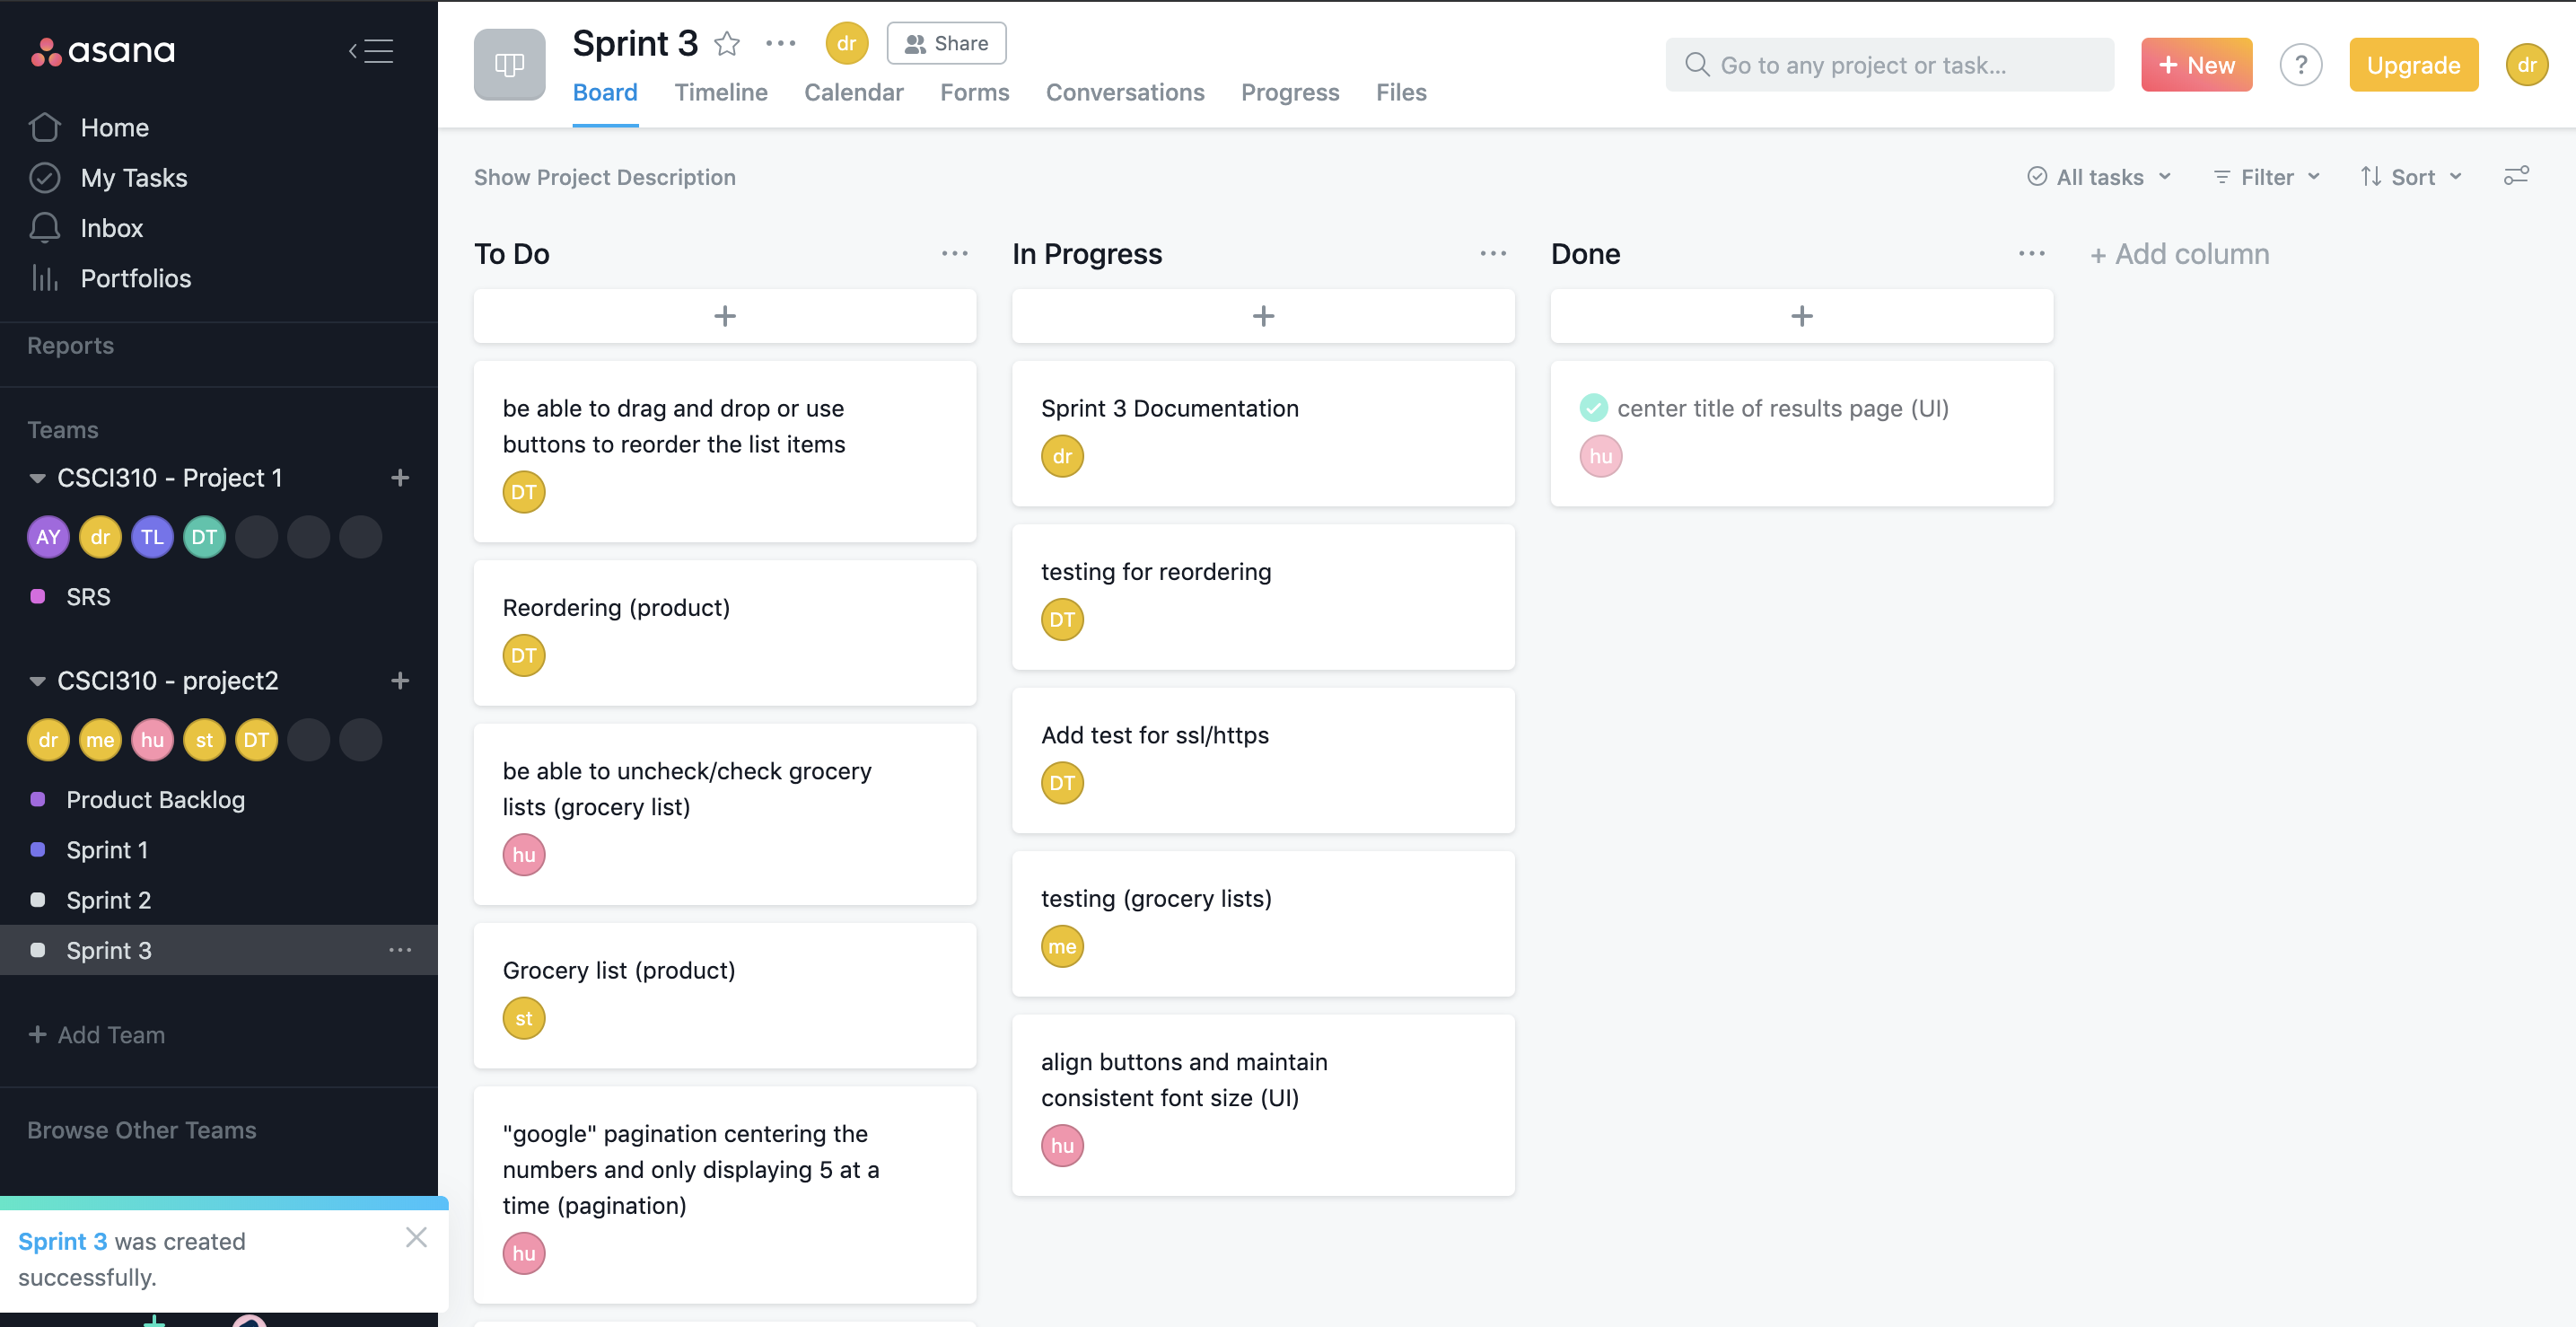 asana
Home
My Tasks
Inbox
Portfolios
Reports
Teams
CSCI310 - Project 1 +
AY dr TL DT
SRS
CSCI310 - project2 +
dr me hu st DT
Product Backlog
Sprint 1
Sprint 2
Sprint 3 ...
+ Add Team
Browse Other Teams
Sprint 3 was created
successfully.
Sprint 3 ... dr Share
Board Timeline Calendar Forms Conversations Progress Files
Go to any project or task...
+ New
?
Upgrade
dr
Show Project Description
All tasks
Filter
Sort
To Do ...
+
be able to drag and drop or use
buttons to reorder the list items
DT
Reordering (product)
DT
be able to uncheck/check grocery
lists (grocery list)
hu
Grocery list (product)
st
"google" pagination centering the
numbers and only displaying 5 at a
time (pagination)
hu
In Progress ...
+
Sprint 3 Documentation
dr
testing for reordering
DT
Add test for ssl/https
DT
testing (grocery lists)
me
align buttons and maintain
consistent font size (UI)
hu
Done ...
+
center title of results page (UI)
hu
+ Add column